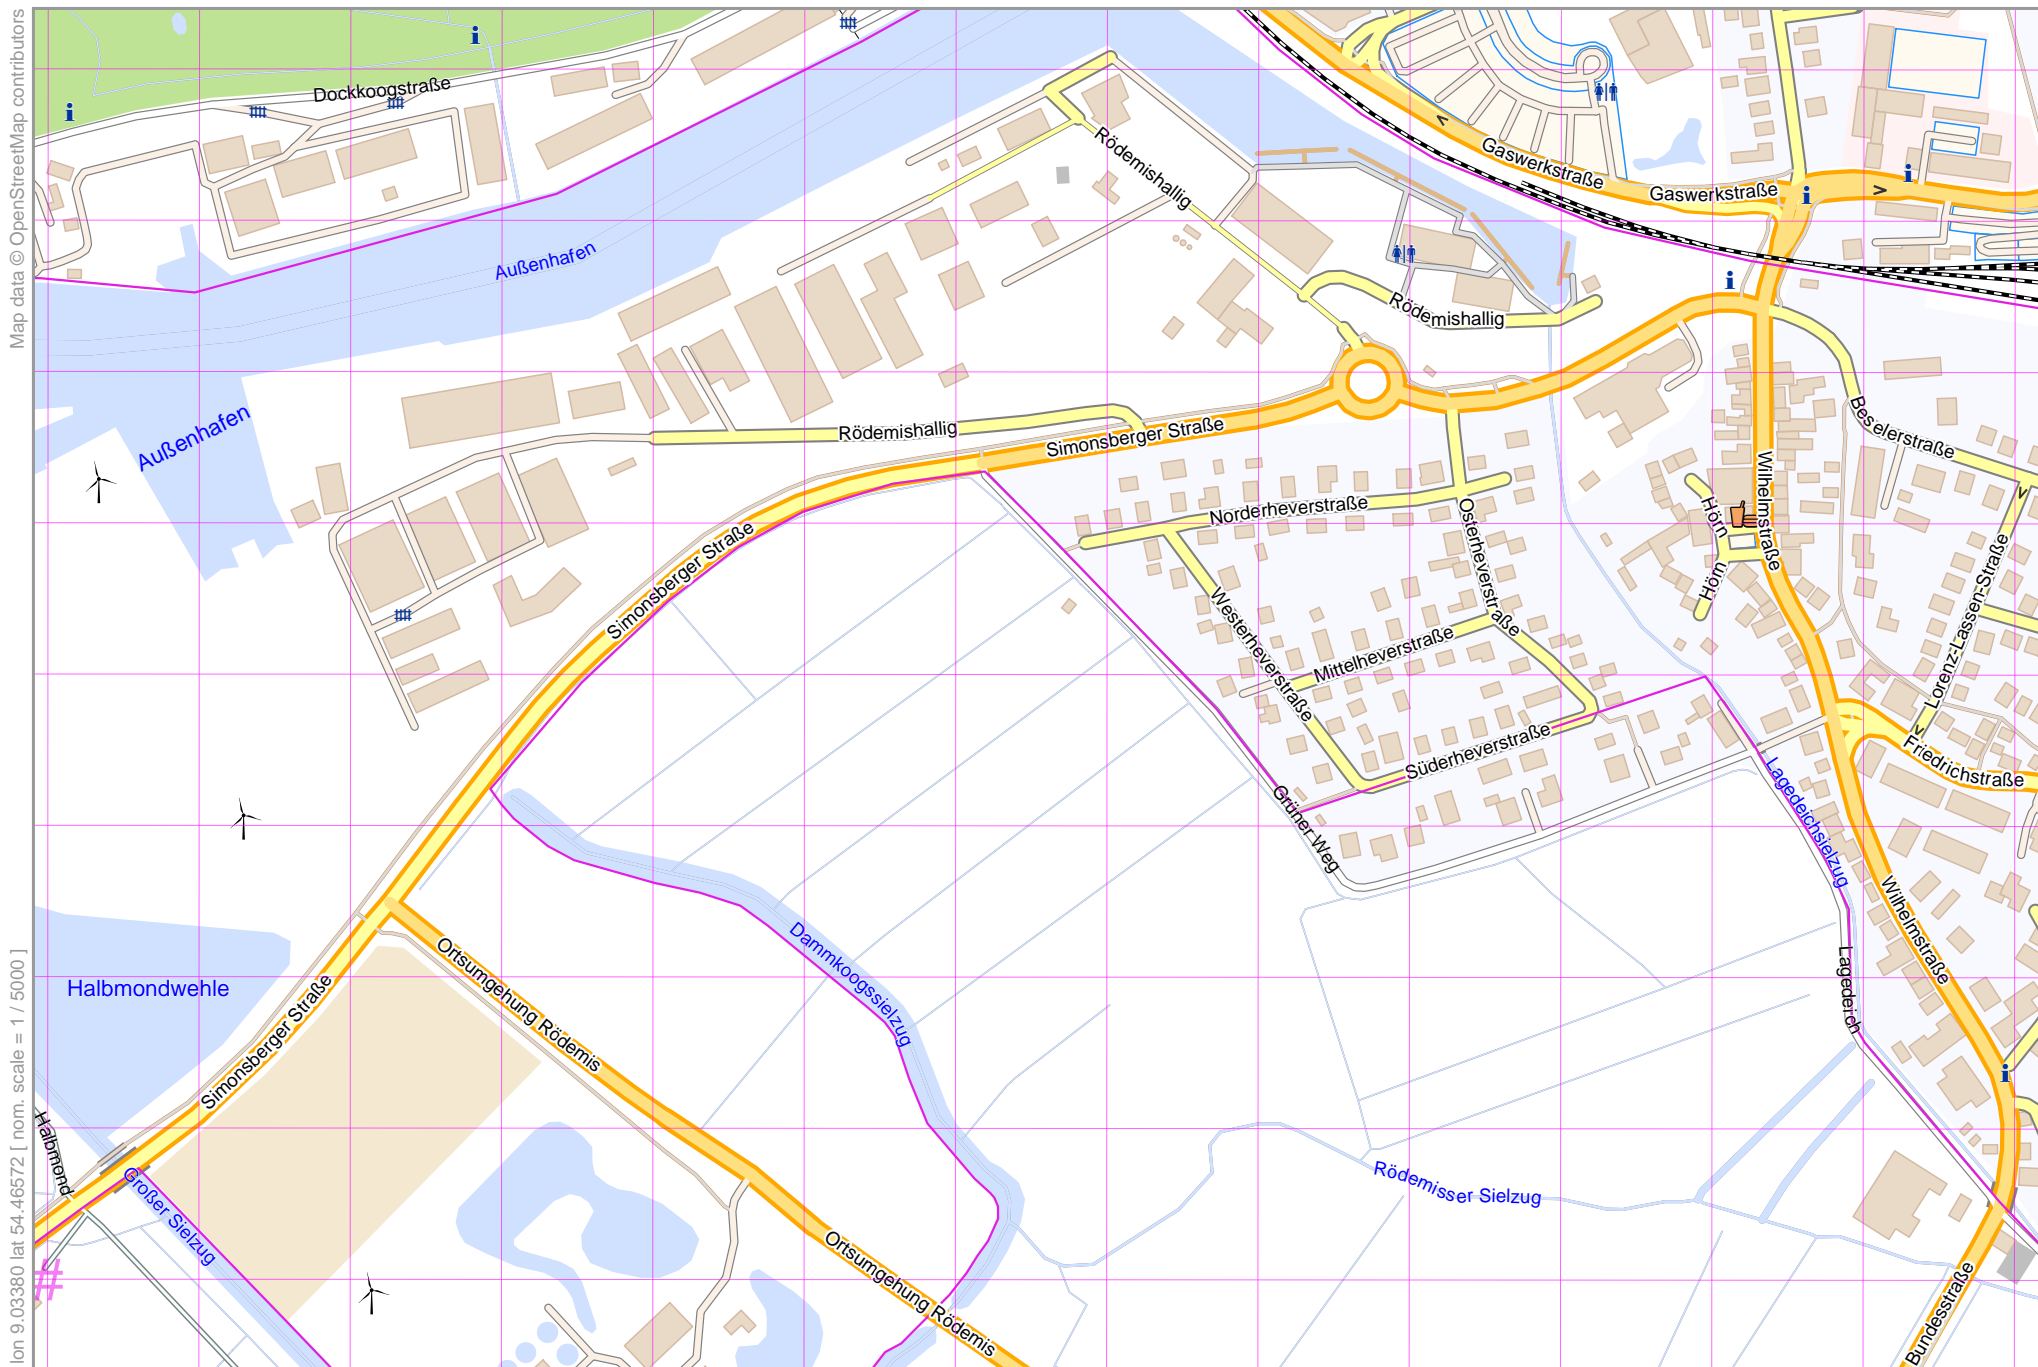 Map data © OpenStreetMap contributors
lon 9.03380 lat 54.46572 [ nom. scale = 1 / 5000 ]
Dockkoogstraße
Rödemishallig
Gaswerkstraße
Gaswerkstraße
Außenhafen
Rödemishallig
Außenhafen
Rödemishallig
Simonsberger Straße
Beselerstraße
Wilhelmstraße
Norderheverstraße
Osterheverstraße
Hörn
Hörn
Simonsberger Straße
Westerheverstraße
Mittelheverstraße
Lorenz-Lassen-Straße
Süderheverstraße
Friedrichstraße
Grüner Weg
Lagedeichsielzug
Wilhelmstraße
Dammkoogssielzug
Ortsumgehung Rödemis
Halbmondwehle
Simonsberger Straße
Lagedeich
Halbmond
Großer Sielzug
Rödemisser Sielzug
Ortsumgehung Rödemis
Bundesstraße
#